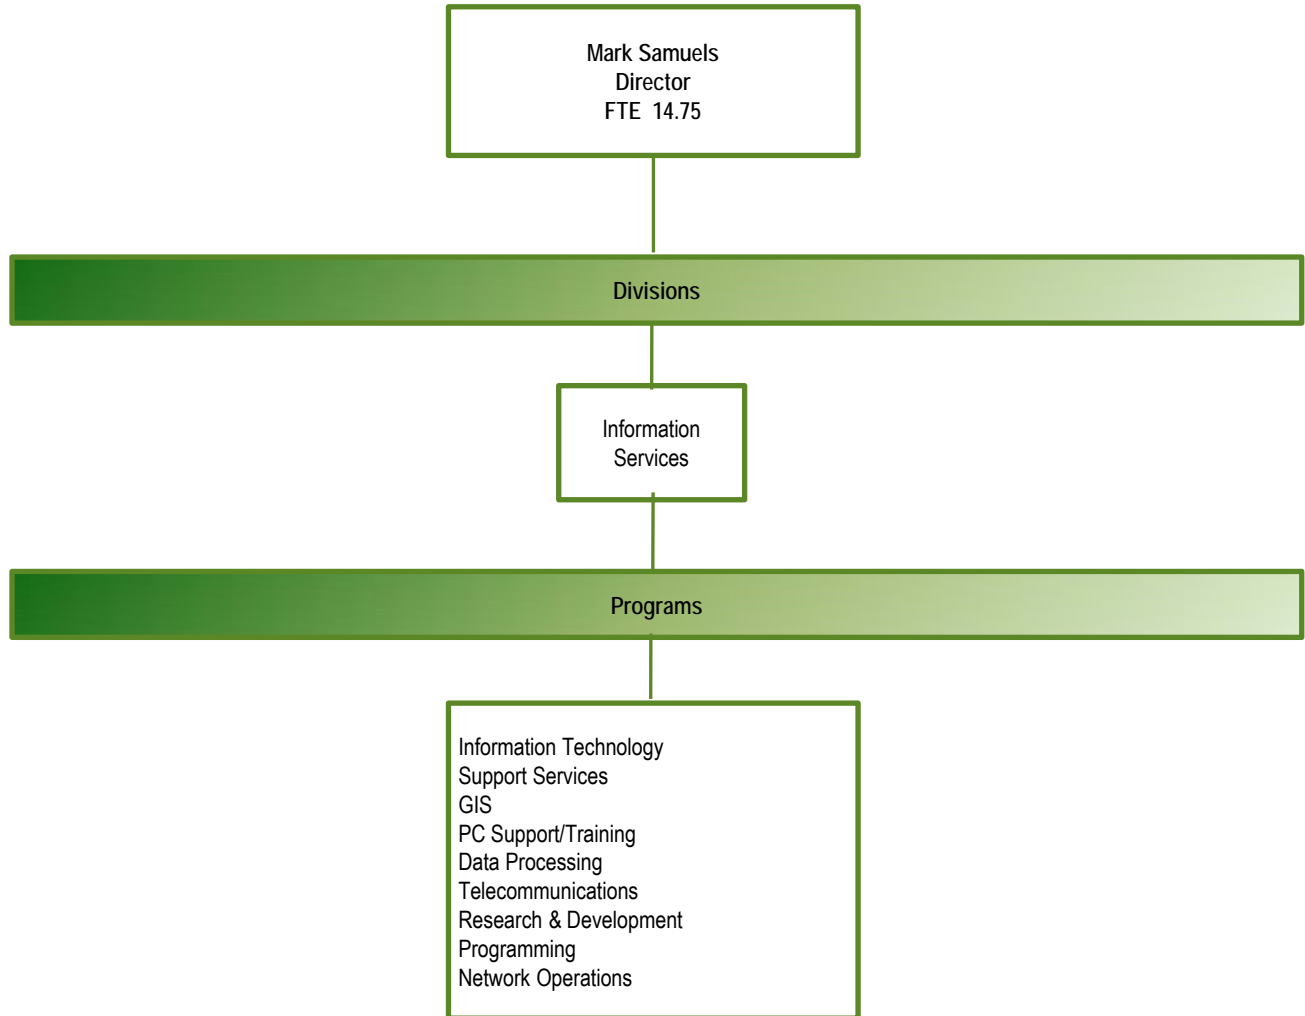 Mark Samuels
Director
FTE 14.75
Divisions
Information
Services
Programs
Information Technology
Support Services
GIS
PC Support/Training
Data Processing
Telecommunications
Research & Development
Programming
Network Operations